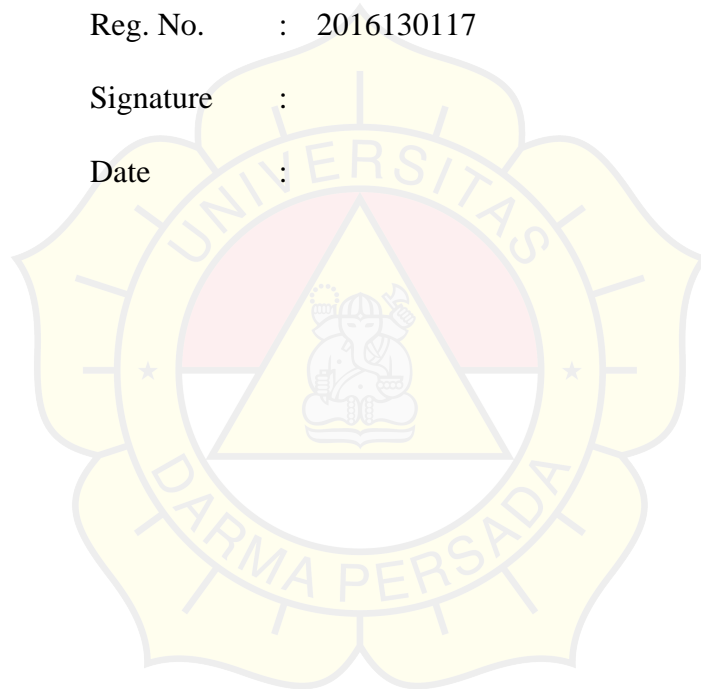 Reg. No. : 2016130117
Signature :
Date :
UNIVERSITAS
DARMA PERSADA